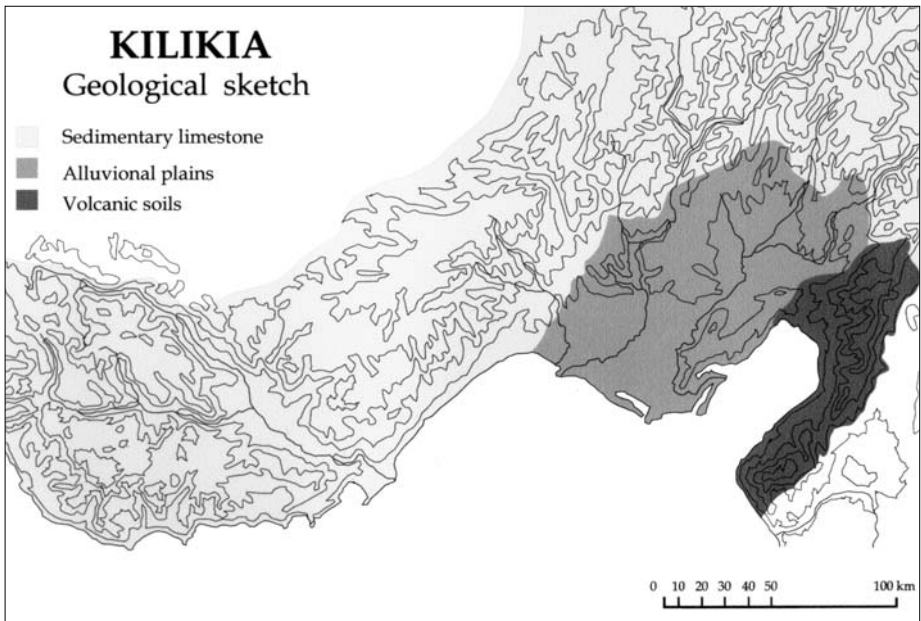 KILIKIA
Geological sketch
Sedimentary limestone
Alluvional plains
Volcanic soils
0 10 20 30 40 50 100 km